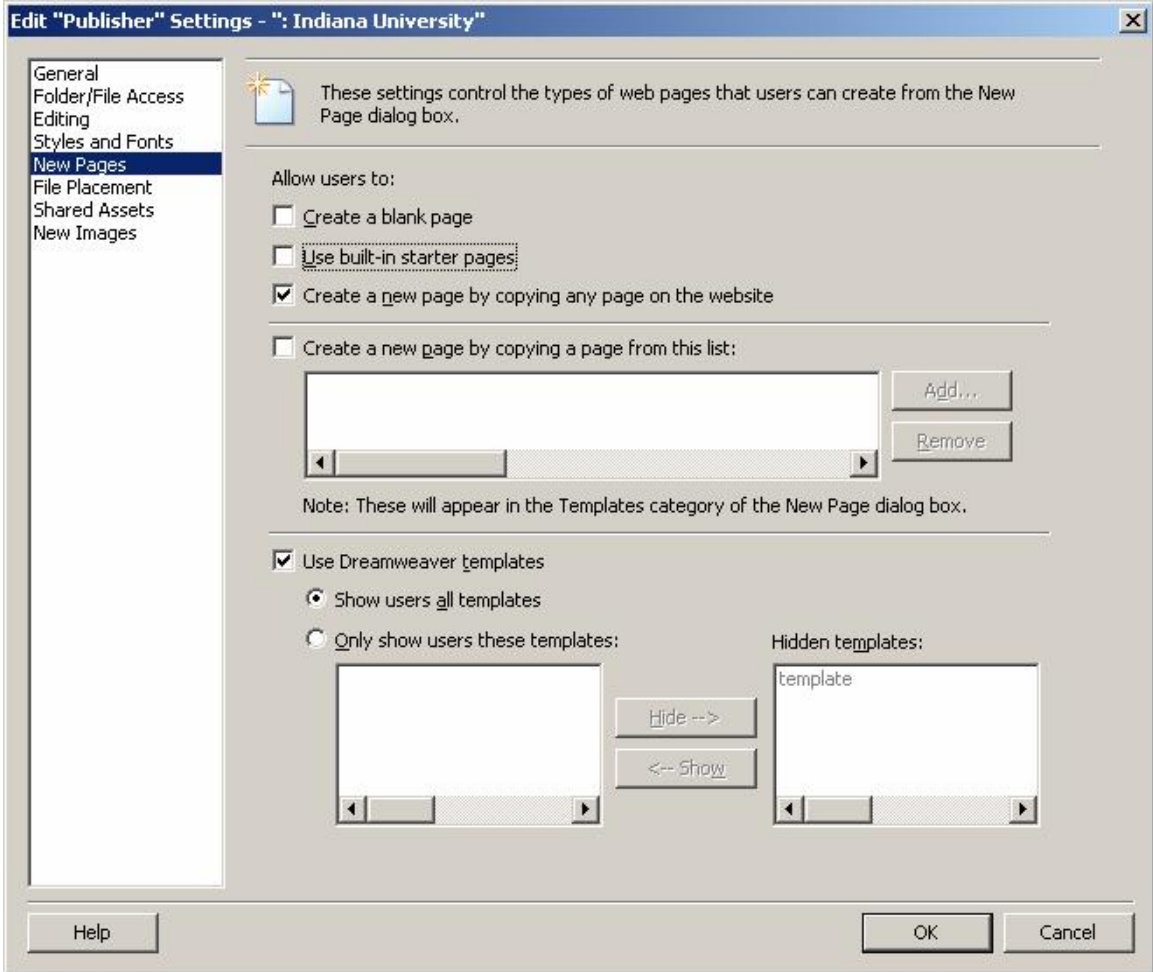 Edit "Publisher" Settings - ": Indiana University"
General
Folder/File Access
Editing
Styles and Fonts
New Pages
File Placement
Shared Assets
New Images
These settings control the types of web pages that users can create from the New
Page dialog box.
Allow users to:
Create a blank page
Use built-in starter pages
Create a new page by copying any page on the website
Create a new page by copying a page from this list:
Add...
Remove
Note: These will appear in the Templates category of the New Page dialog box.
Use Dreamweaver templates
Show users all templates
Only show users these templates:
Hidden templates:
template
Hide -->
<-- Show
Help
OK
Cancel